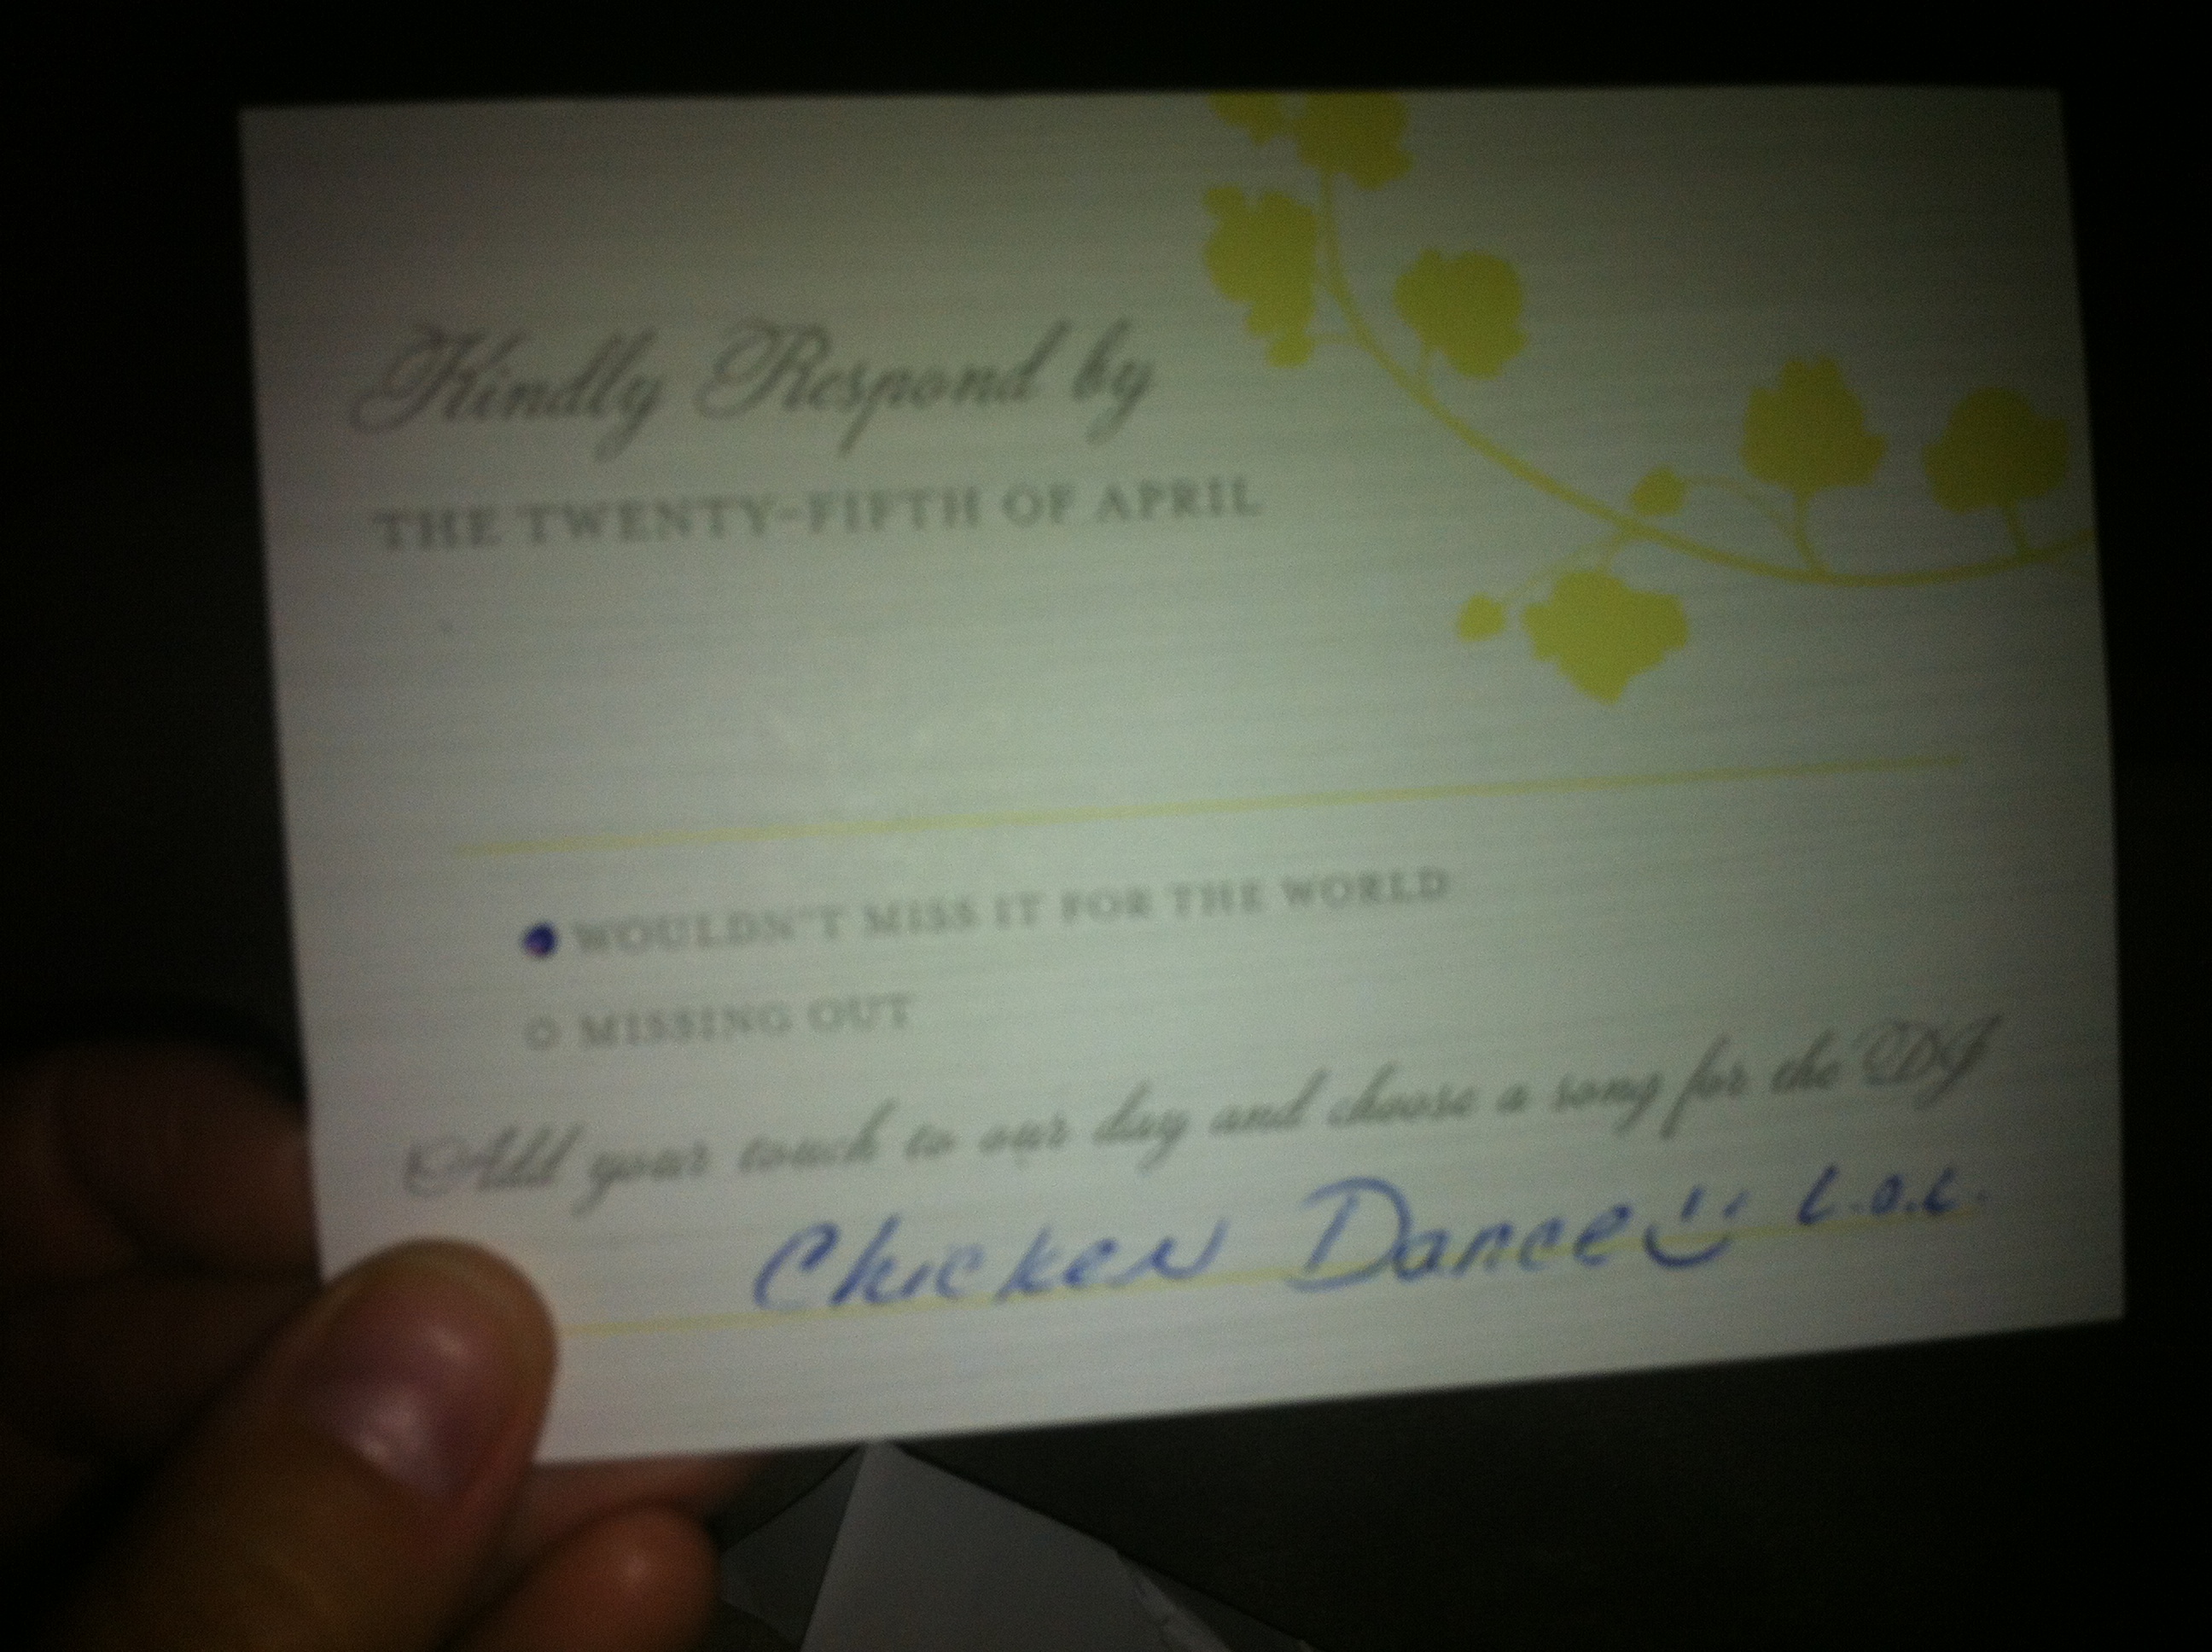 Kindly Respond by
THE TWENTY-FIFTH OF APRIL
WOULDN'T MISS IT FOR THE WORLD
MISSING OUT
Add your touch to our day and choose a song for the DJ
Chicken Dance L.O.L.